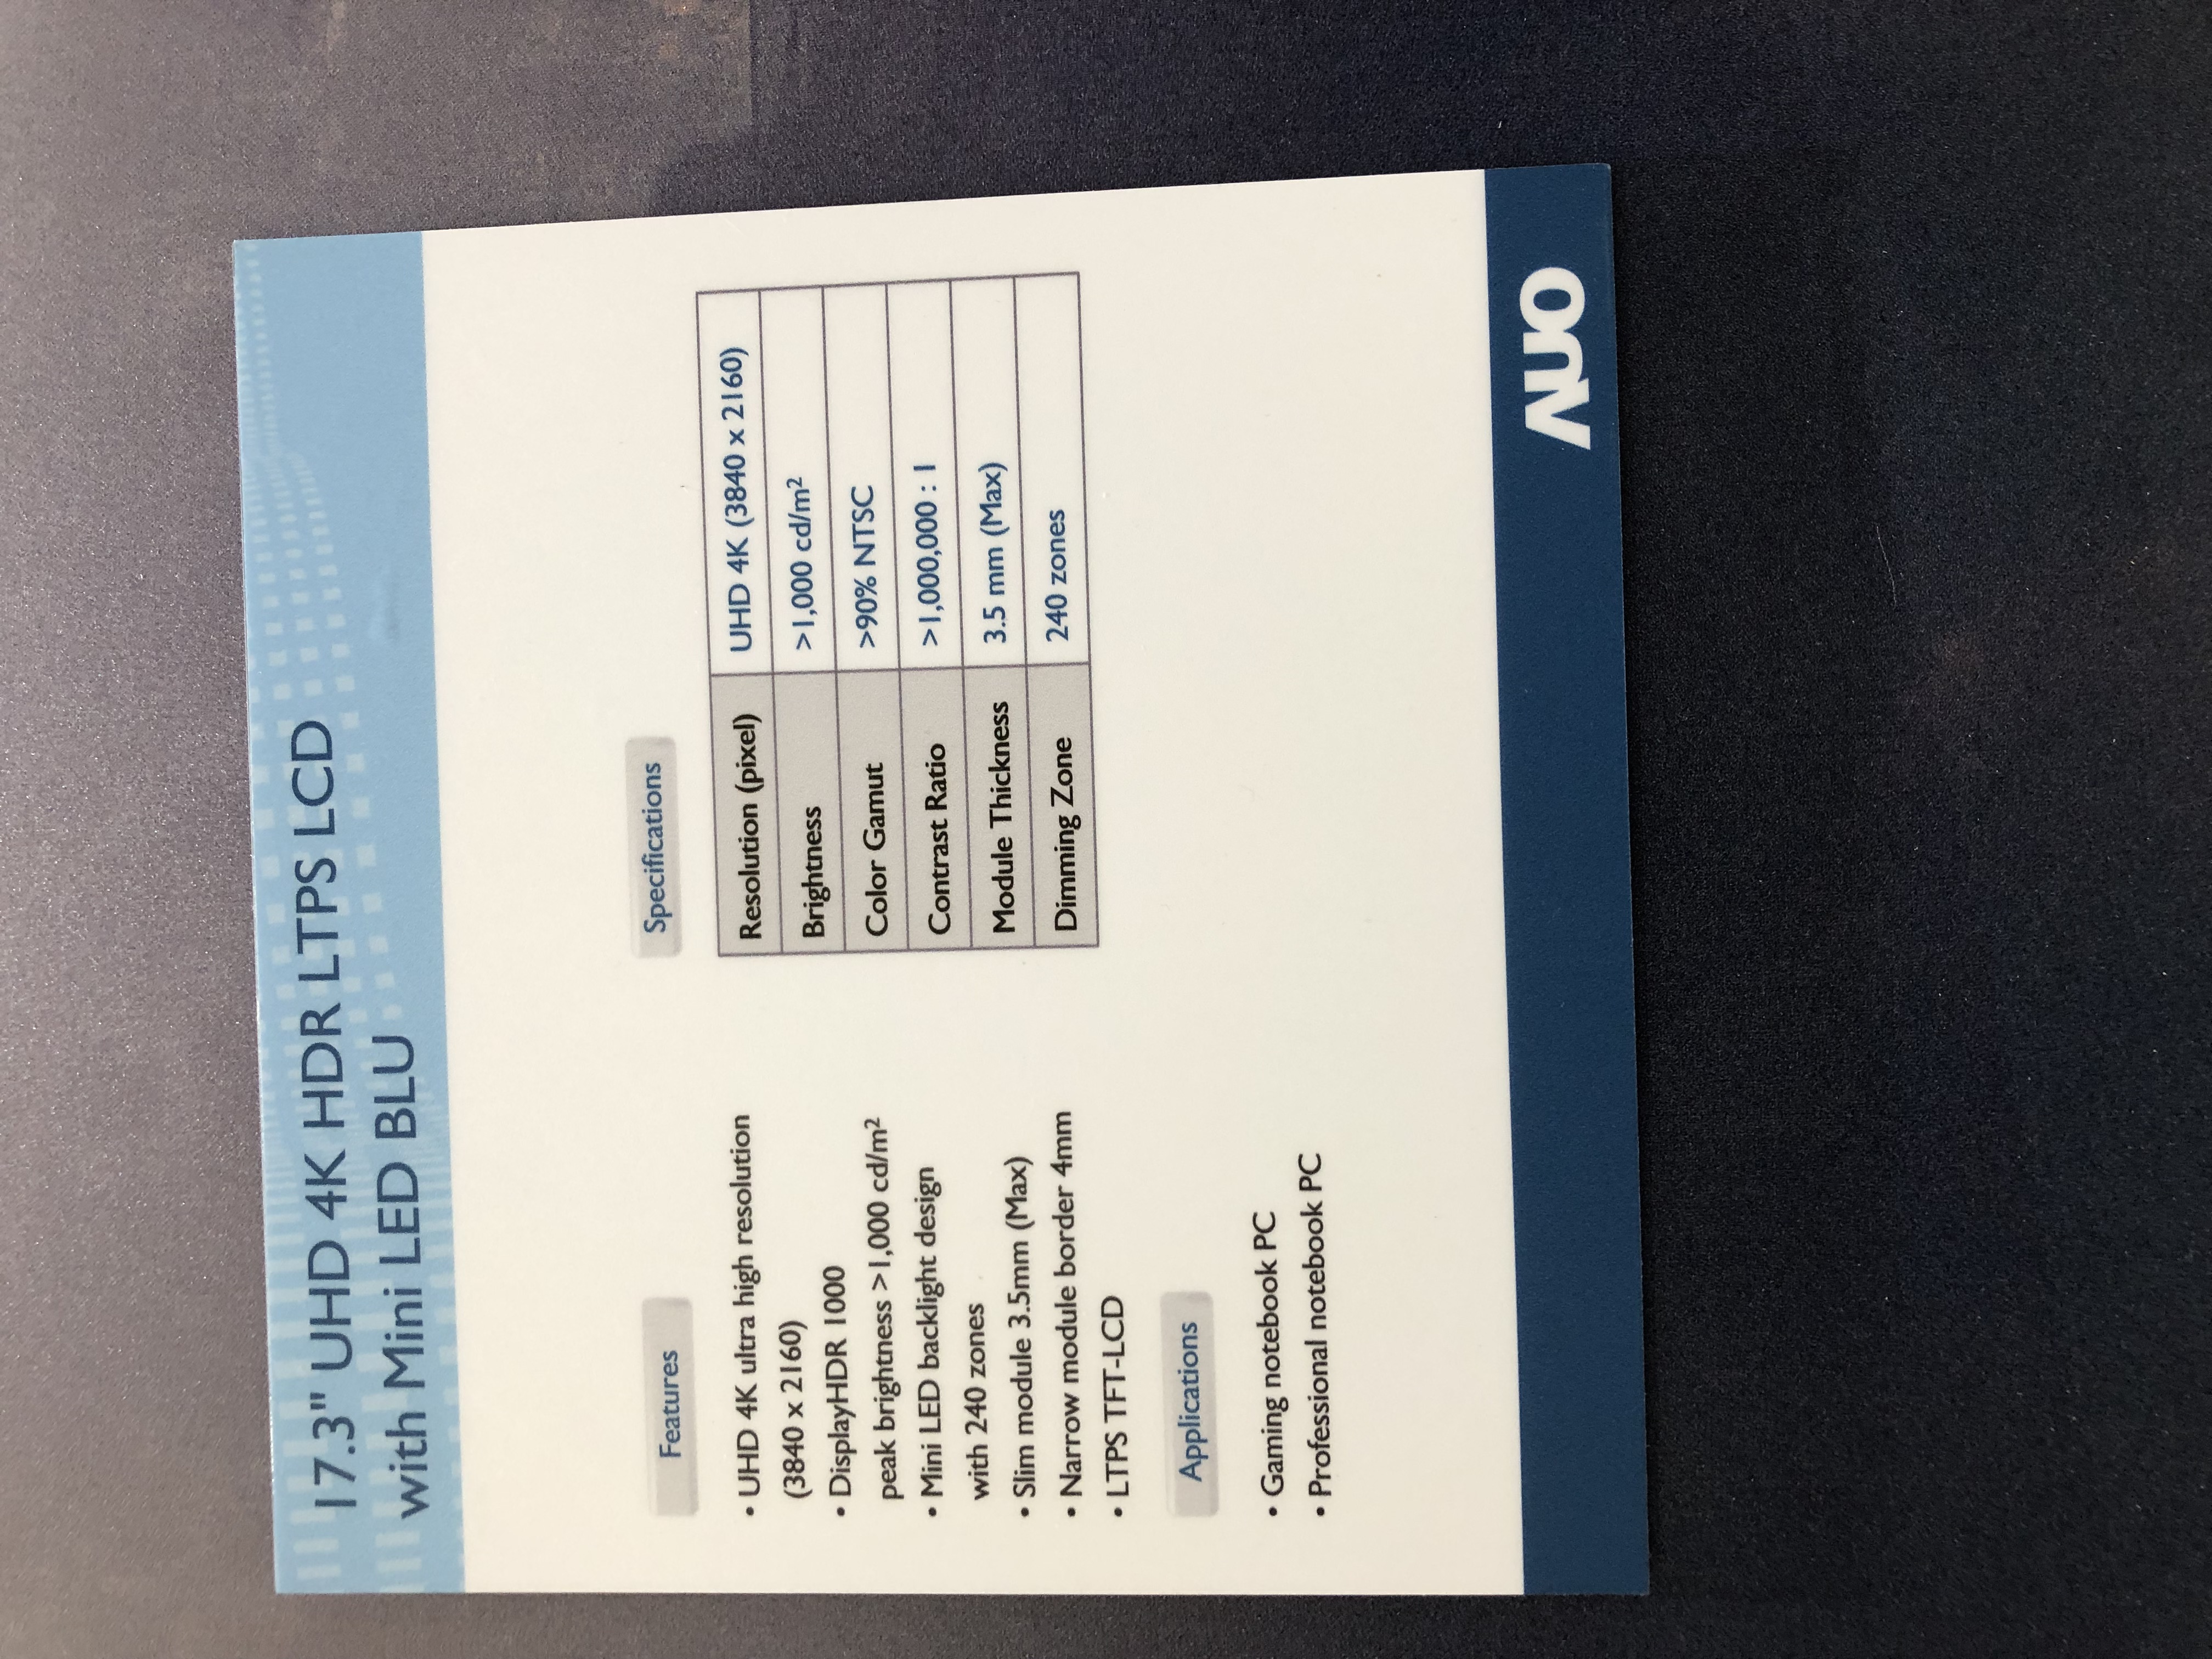 17.3" UHD 4K HDR LTPS LCD
with Mini LED BLU
Features
• UHD 4K ultra high resolution
(3840 x 2160)
• DisplayHDR 1000
peak brightness >1,000 cd/m²
• Mini LED backlight design
with 240 zones
• Slim module 3.5mm (Max)
• Narrow module border 4mm
• LTPS TFT-LCD
Applications
• Gaming notebook PC
• Professional notebook PC
Specifications
Resolution (pixel) UHD 4K (3840 x 2160)
Brightness >1,000 cd/m²
Color Gamut >90% NTSC
Contrast Ratio >1,000,000 : 1
Module Thickness 3.5 mm (Max)
Dimming Zone 240 zones
AUO